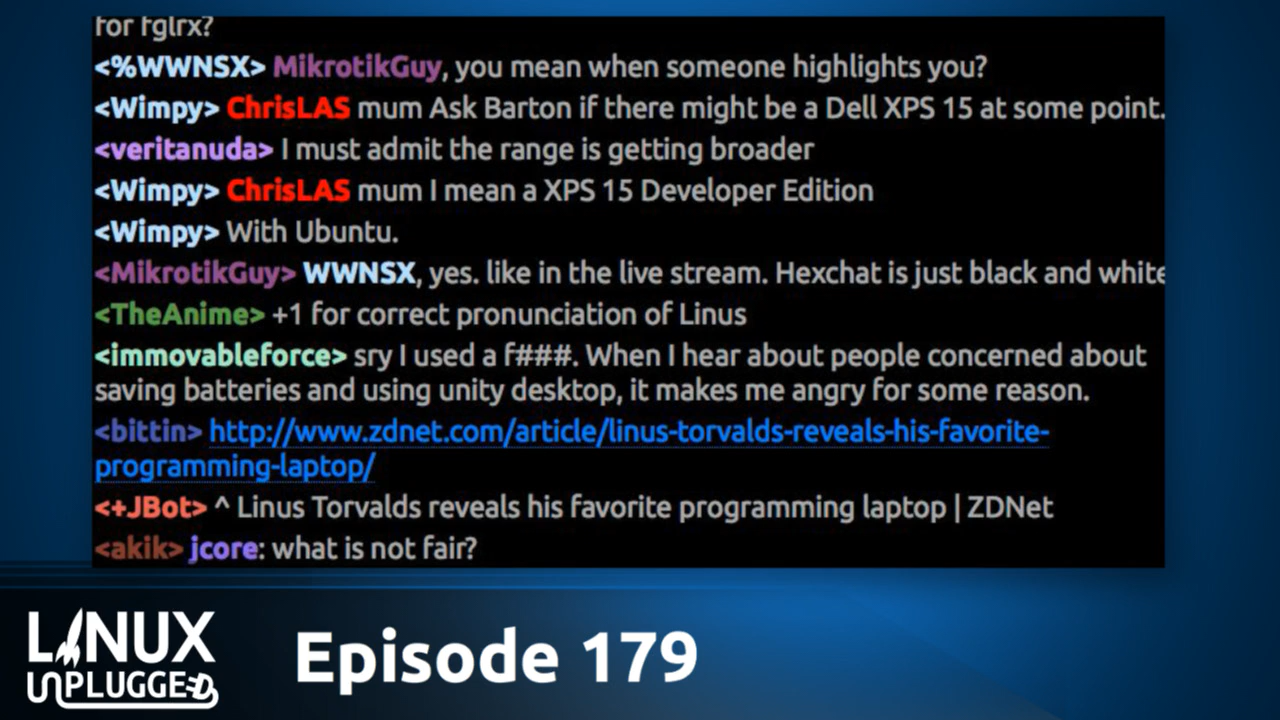 for fglrx?
<%WWNSX> MikrotikGuy, you mean when someone highlights you?
<Wimpy> ChrisLAS mum Ask Barton if there might be a Dell XPS 15 at some point.
<veritanuda> I must admit the range is getting broader
<Wimpy> ChrisLAS mum I mean a XPS 15 Developer Edition
<Wimpy> With Ubuntu.
<MikrotikGuy> WWNSX, yes. like in the live stream. Hexchat is just black and white
<TheAnime> +1 for correct pronunciation of Linus
<immovableforce> sry I used a f###. When I hear about people concerned about
saving batteries and using unity desktop, it makes me angry for some reason.
<bittin> http://www.zdnet.com/article/linus-torvalds-reveals-his-favorite-
programming-laptop/
<+JBot> ^ Linus Torvalds reveals his favorite programming laptop | ZDNet
<akik> jcore: what is not fair?
LINUX
UNPLUGGED
Episode 179